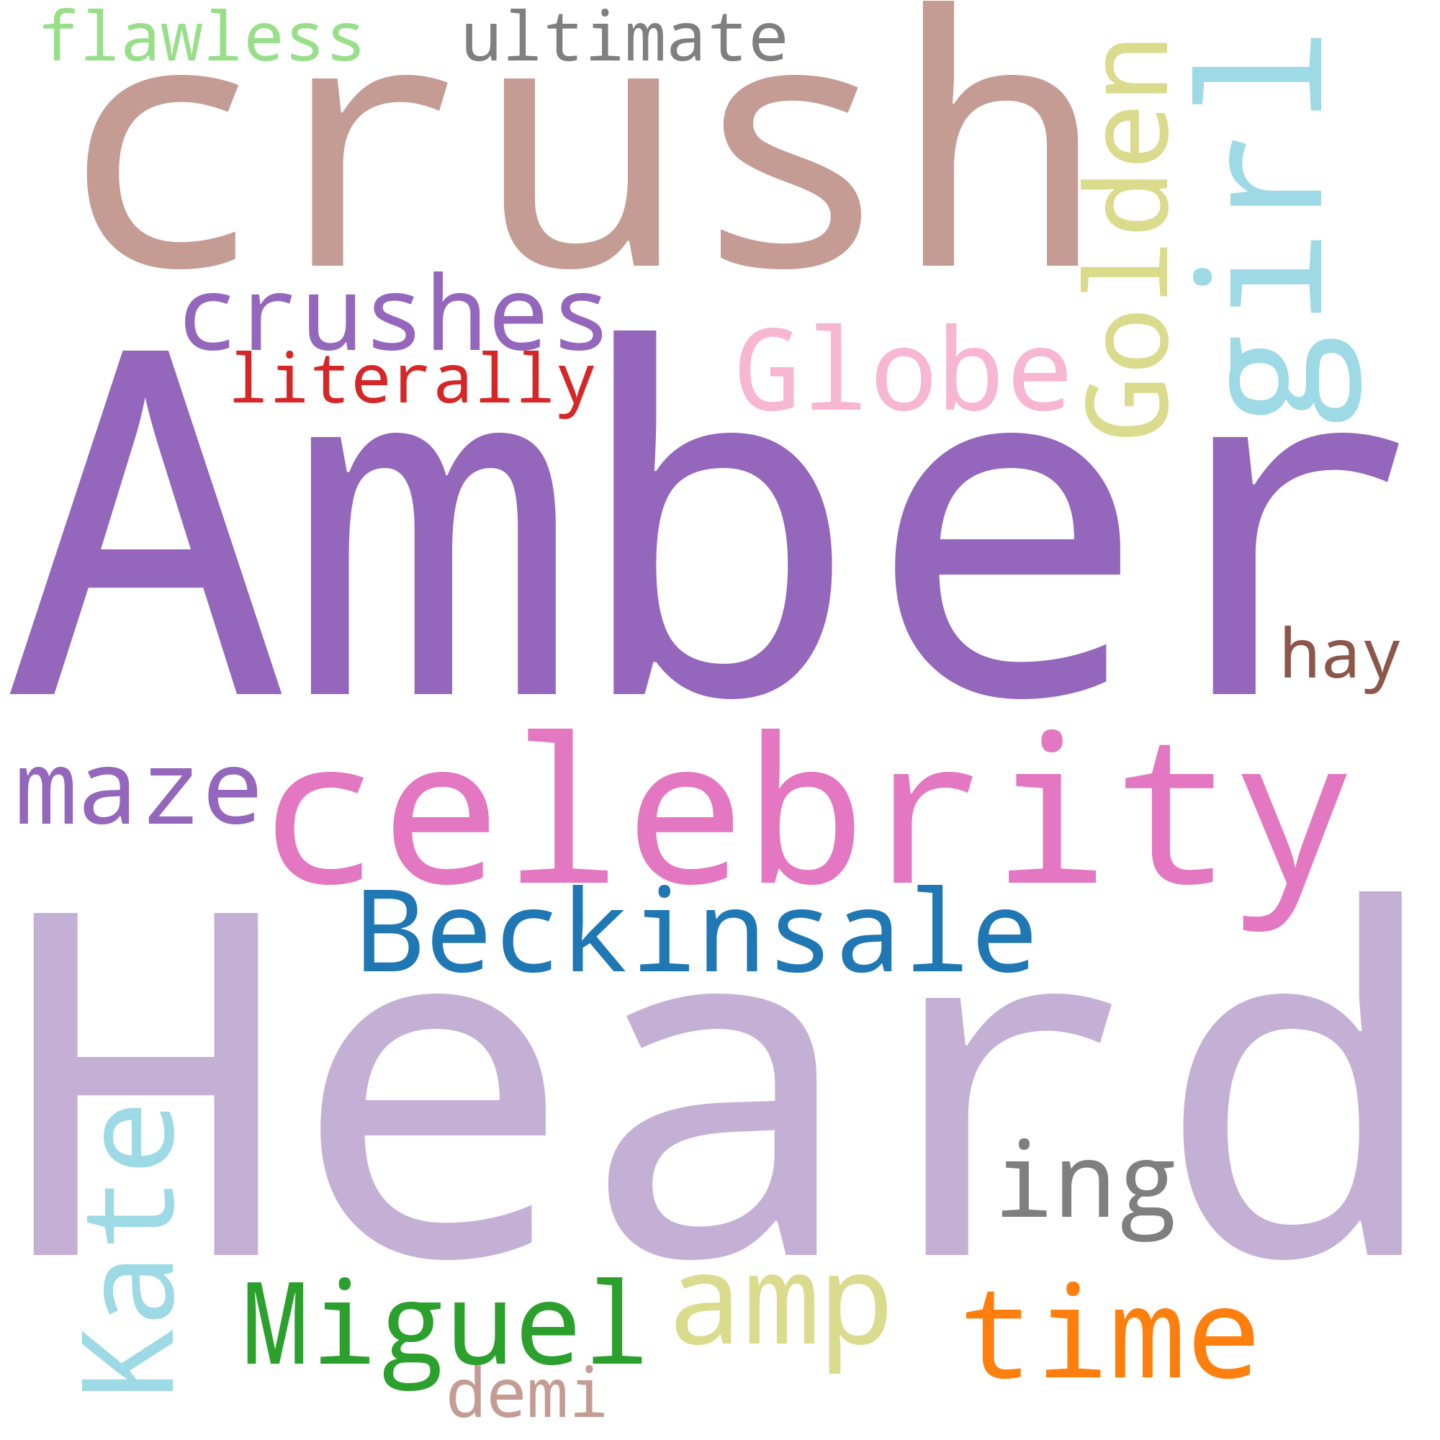 flawless
ultimate
crush
Golden
girl
crushes
literally
Globe
Amber
hay
maze
celebrity
Beckinsale
Heard
Kate
ing
Miguel
amp
time
demi